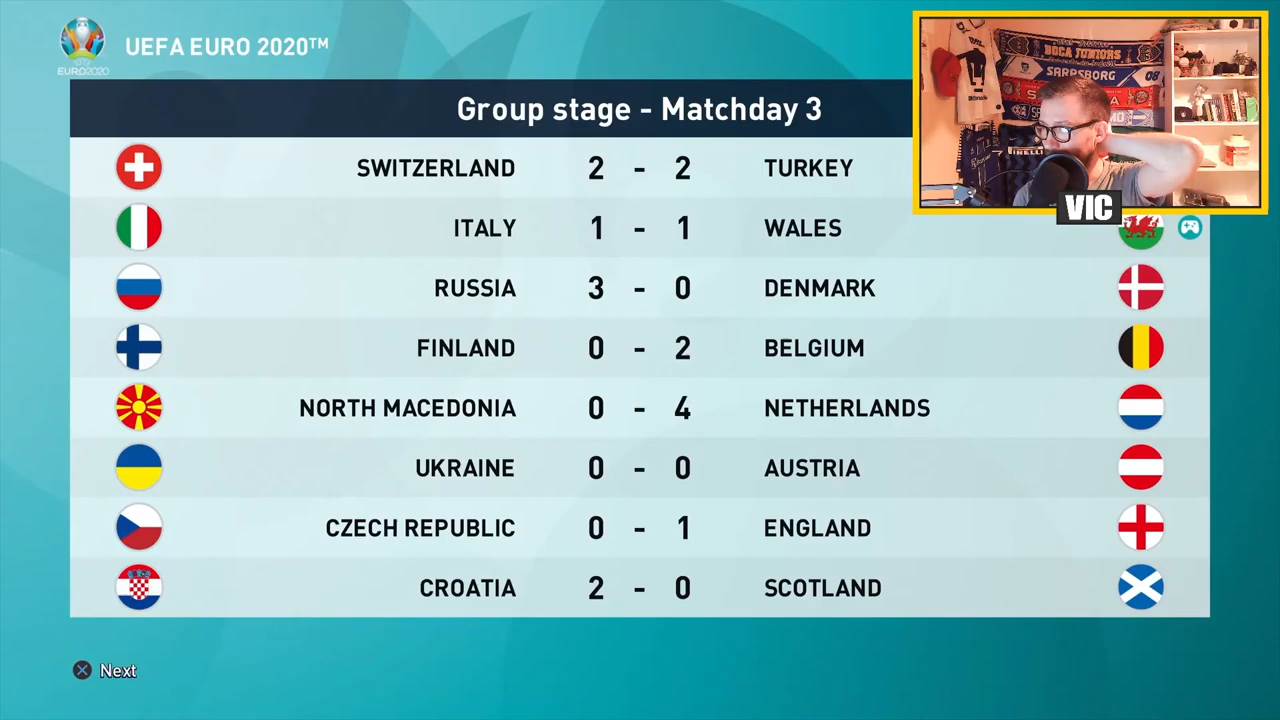 UEFA EURO 2020™
EURO2020
Group stage - Matchday 3
SWITZERLAND 2 - 2 TURKEY
ITALY 1 - 1 WALES
RUSSIA 3 - 0 DENMARK
FINLAND 0 - 2 BELGIUM
NORTH MACEDONIA 0 - 4 NETHERLANDS
UKRAINE 0 - 0 AUSTRIA
CZECH REPUBLIC 0 - 1 ENGLAND
CROATIA 2 - 0 SCOTLAND
Next
BOCA JUNIORS
SARPSBORG 08
PIRELLI
VIC